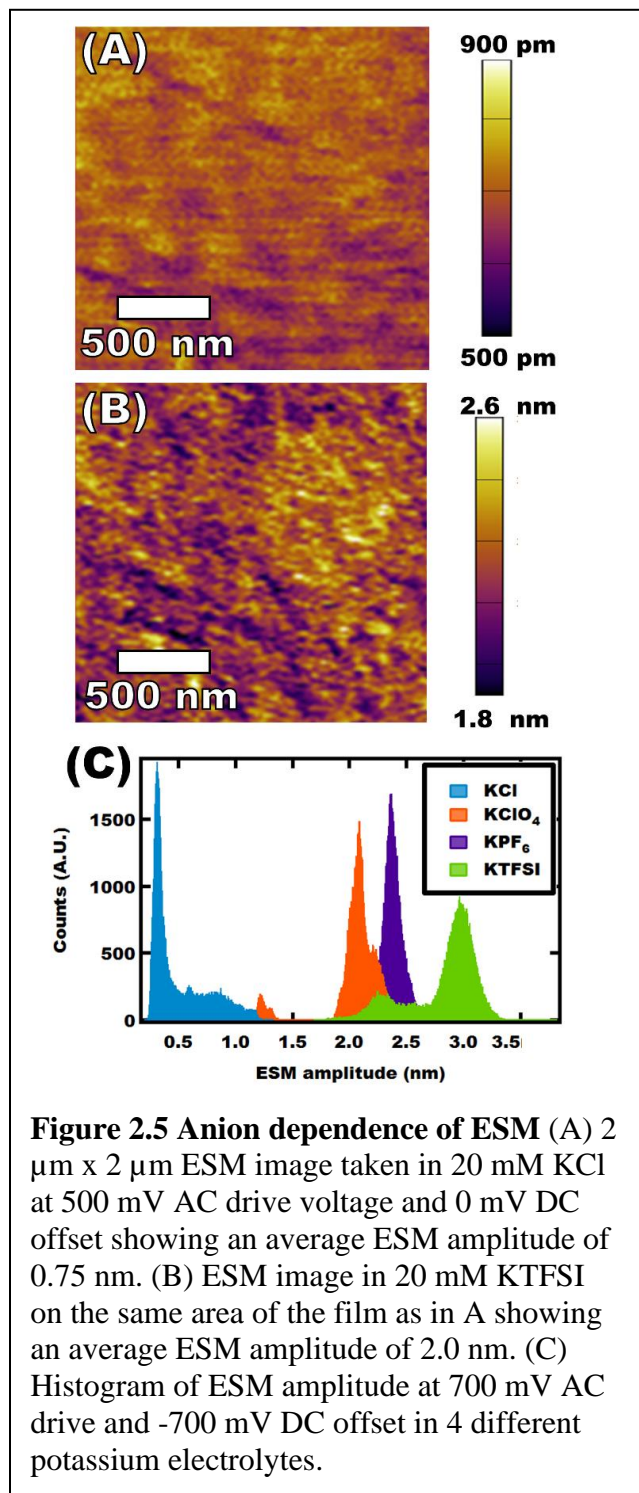 (A)
900 pm
500 nm
500 pm
(B)
2.6 nm
500 nm
1.8 nm
(C)
KCl
KClO₄
KPF₆
KTFSI
1500
1000
500
0
Counts (A.U.)
0.5 1.0 1.5 2.0 2.5 3.0 3.5
ESM amplitude (nm)
Figure 2.5 Anion dependence of ESM (A) 2
µm x 2 µm ESM image taken in 20 mM KCl
at 500 mV AC drive voltage and 0 mV DC
offset showing an average ESM amplitude of
0.75 nm. (B) ESM image in 20 mM KTFSI
on the same area of the film as in A showing
an average ESM amplitude of 2.0 nm. (C)
Histogram of ESM amplitude at 700 mV AC
drive and -700 mV DC offset in 4 different
potassium electrolytes.